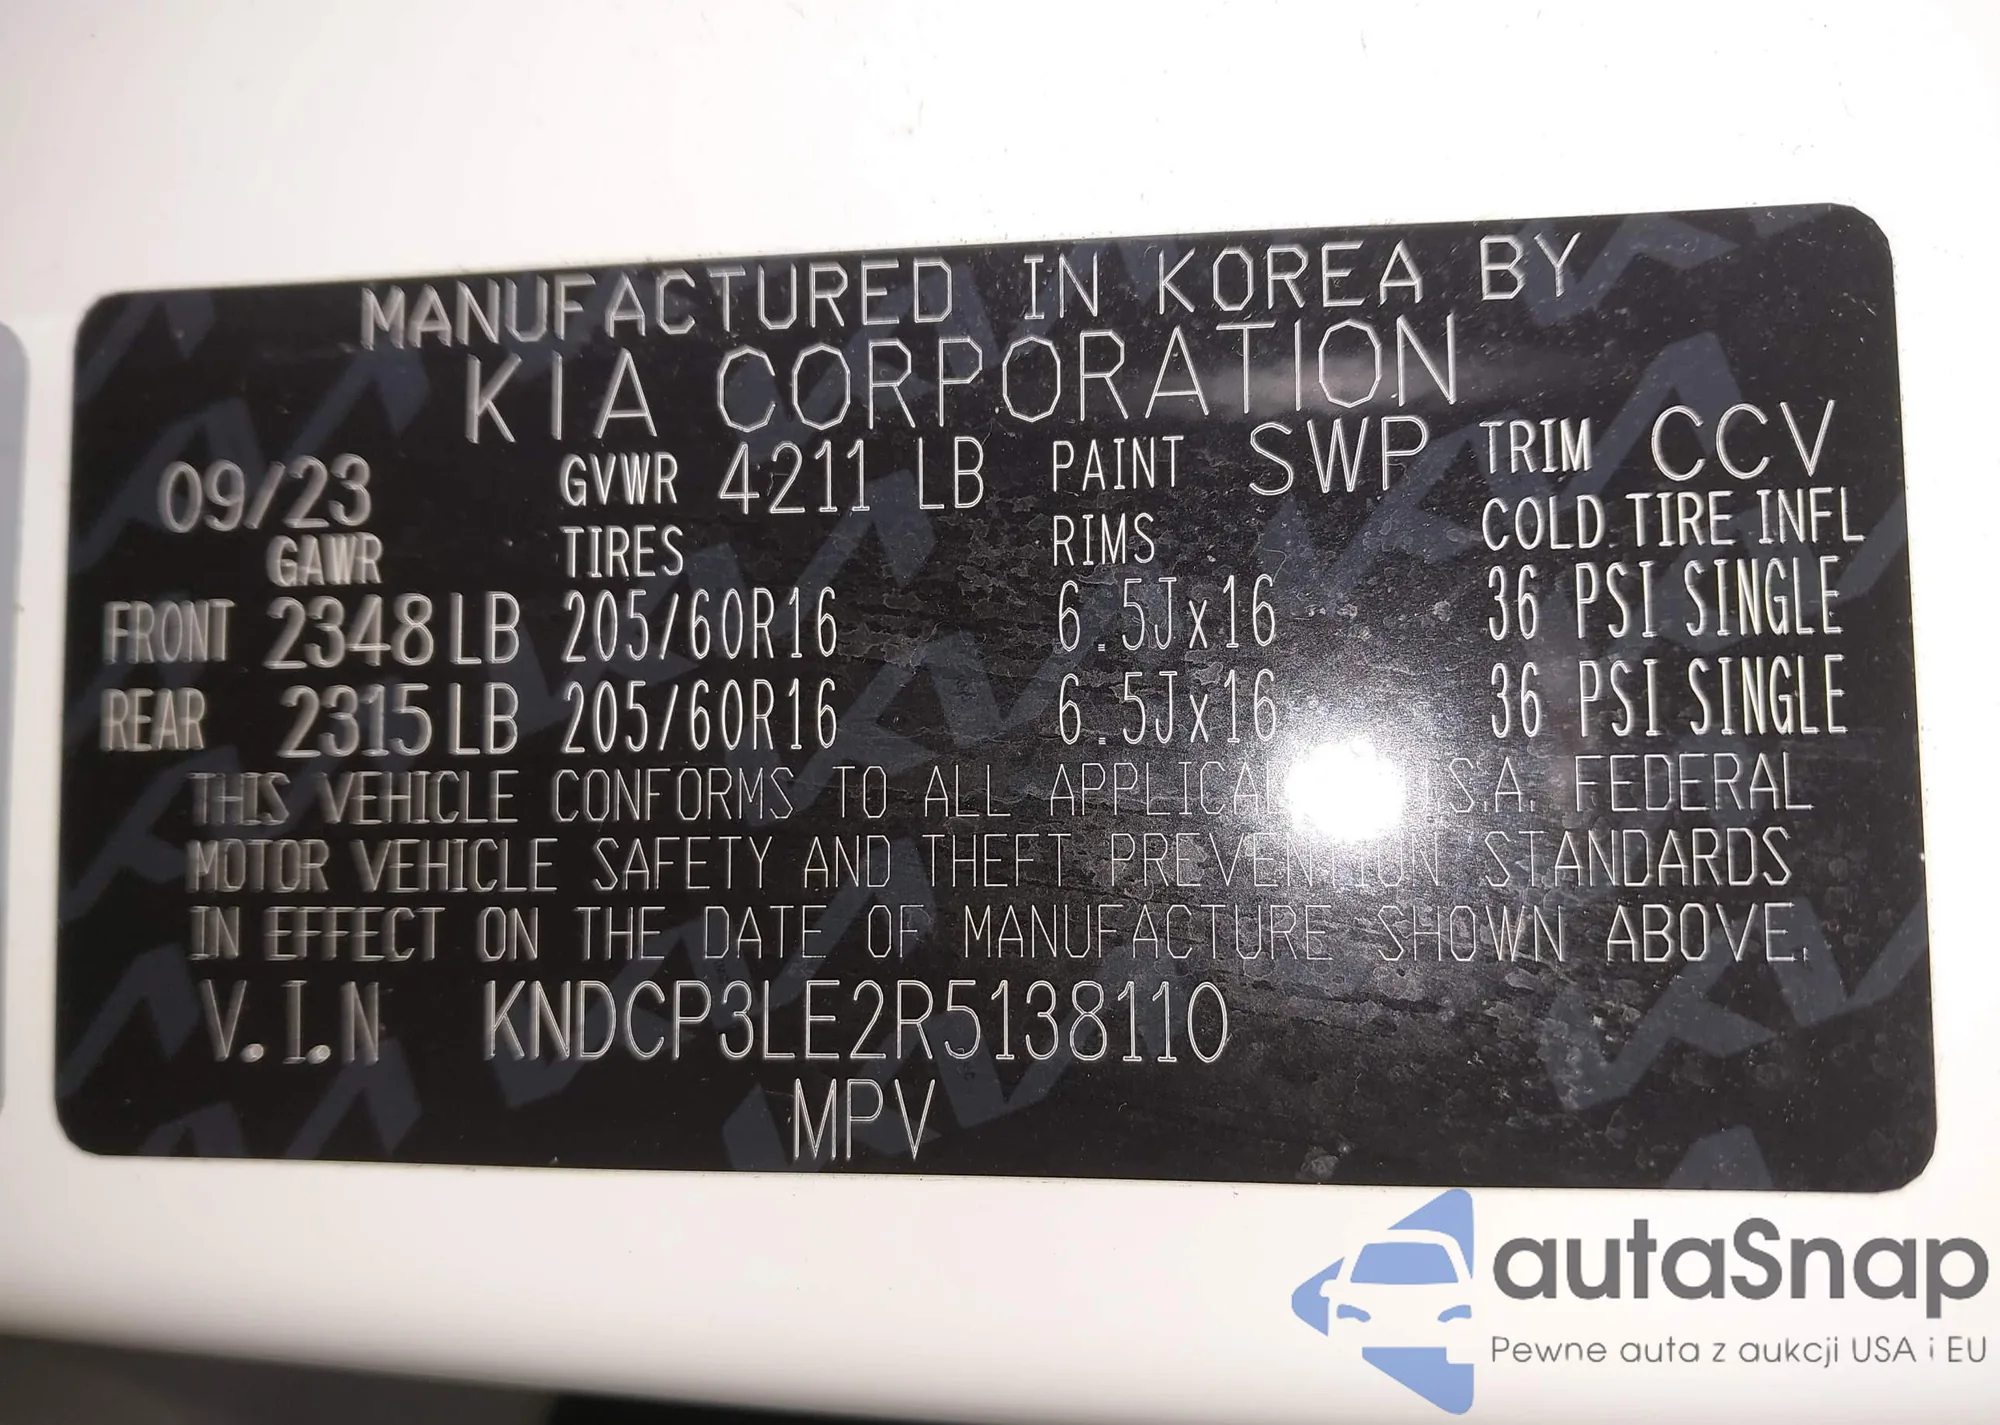 MANUFACTURED IN KOREA BY
KIA CORPORATION
09/23 GVWR 4211 LB PAINT SWP TRIM CCV
GAWR TIRES RIMS COLD TIRE INFL
FRONT 2348 LB 205/60R16 6.5Jx16 36 PSI SINGLE
REAR 2315 LB 205/60R16 6.5Jx16 36 PSI SINGLE
THIS VEHICLE CONFORMS TO ALL U.S.A. FEDERAL
MOTOR VEHICLE SAFETY AND THEFT PREVENTION STANDARDS
IN EFFECT ON THE DATE OF MANUFACTURE SHOWN ABOVE.
V.I.N KNDCP3LE2R5138110
MPV
autaSnap
Pewne auta z aukcji USA i EU